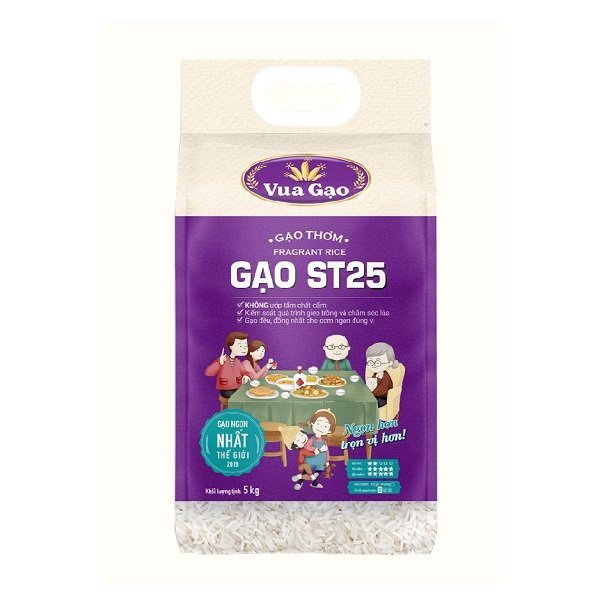 Vua Gạo
GẠO THƠM
FRAGRANT RICE
GẠO ST25
KHÔNG ướp tẩm chất cấm
Kiểm soát quá trình gieo trồng và chăm sóc lúa
Gạo đều, đồng nhất cho cơm ngon đúng vị
GẠO NGON
NHẤT
THẾ GIỚI
2019
Ngon hơn
trọn vị hơn!
Khối lượng tịnh: 5 kg